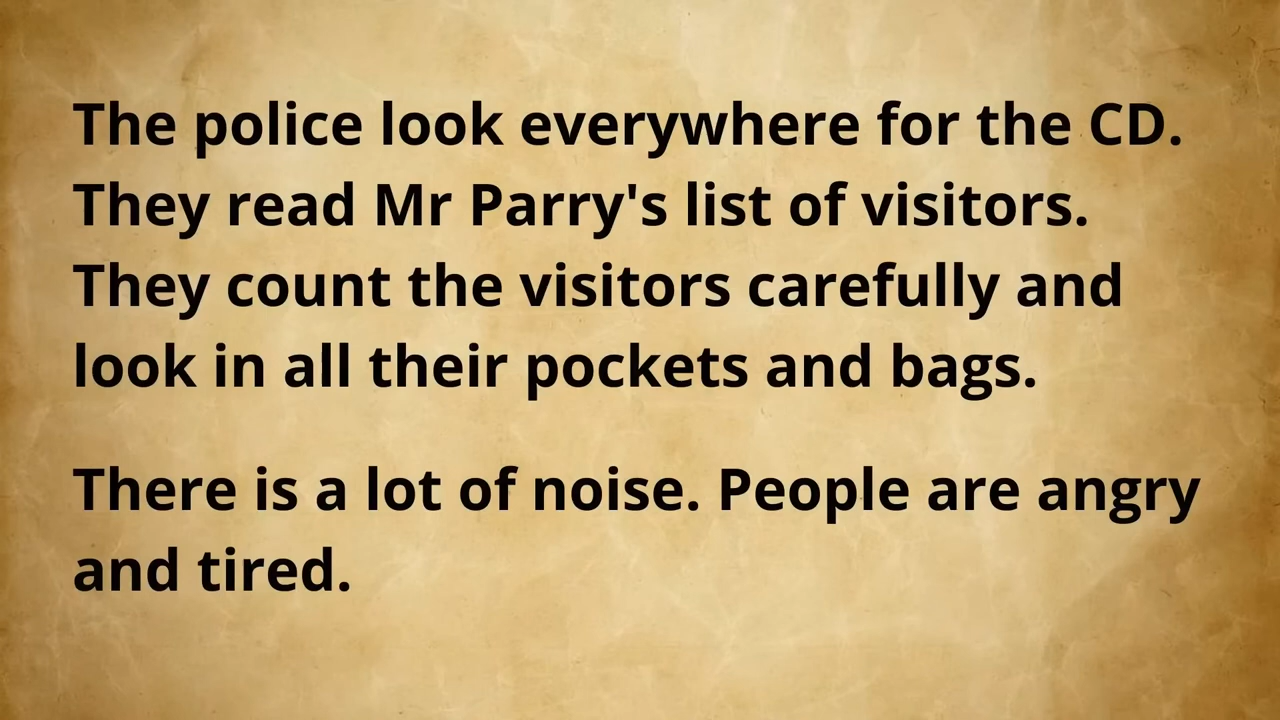 The police look everywhere for the CD.
They read Mr Parry's list of visitors.
They count the visitors carefully and
look in all their pockets and bags.
There is a lot of noise. People are angry
and tired.